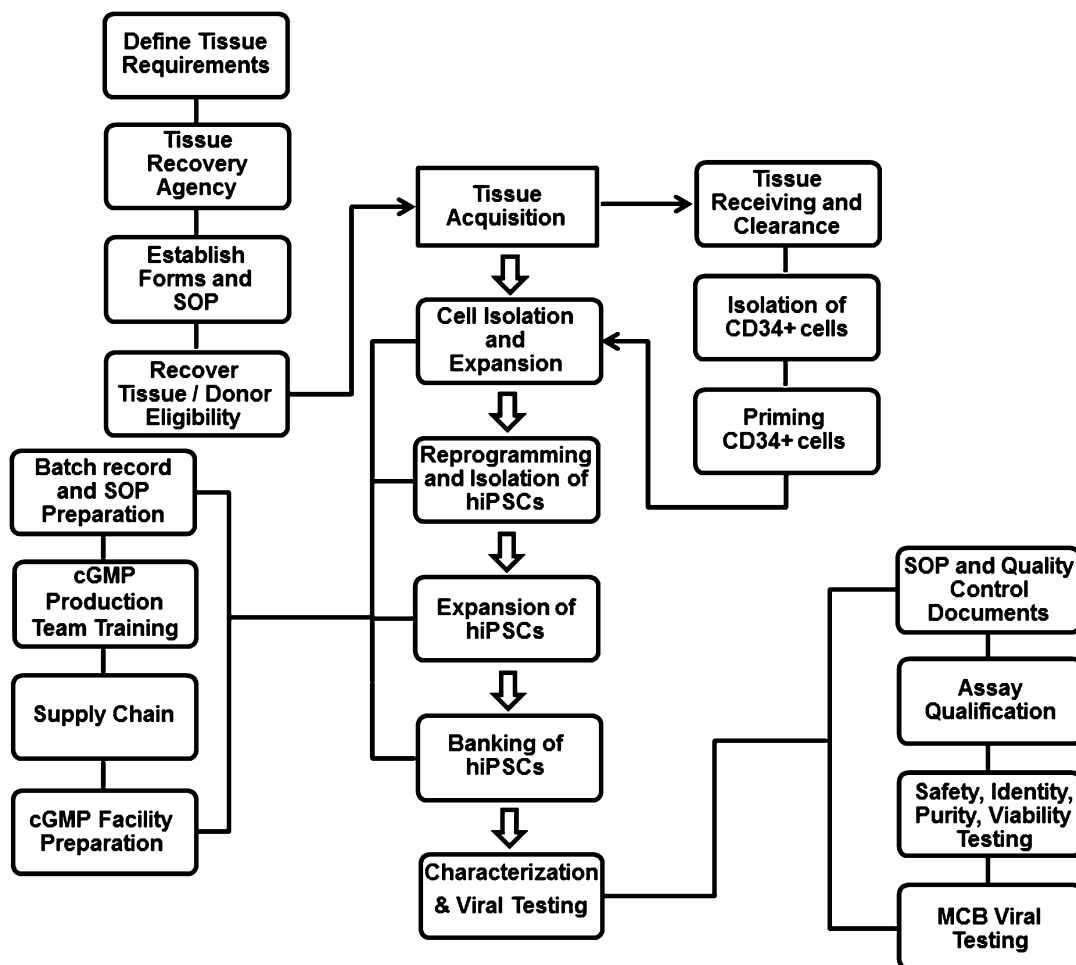 Define Tissue
Requirements
Tissue
Recovery
Agency
Establish
Forms and
SOP
Recover
Tissue / Donor
Eligibility
Tissue
Acquisition
Tissue
Receiving and
Clearance
Isolation of
CD34+ cells
Priming
CD34+ cells
Cell Isolation
and
Expansion
Reprogramming
and Isolation of
hiPSCs
Expansion of
hiPSCs
Banking of
hiPSCs
Characterization
& Viral Testing
Batch record
and SOP
Preparation
cGMP
Production
Team Training
Supply Chain
cGMP Facility
Preparation
SOP and Quality
Control
Documents
Assay
Qualification
Safety, Identity,
Purity, Viability
Testing
MCB Viral
Testing